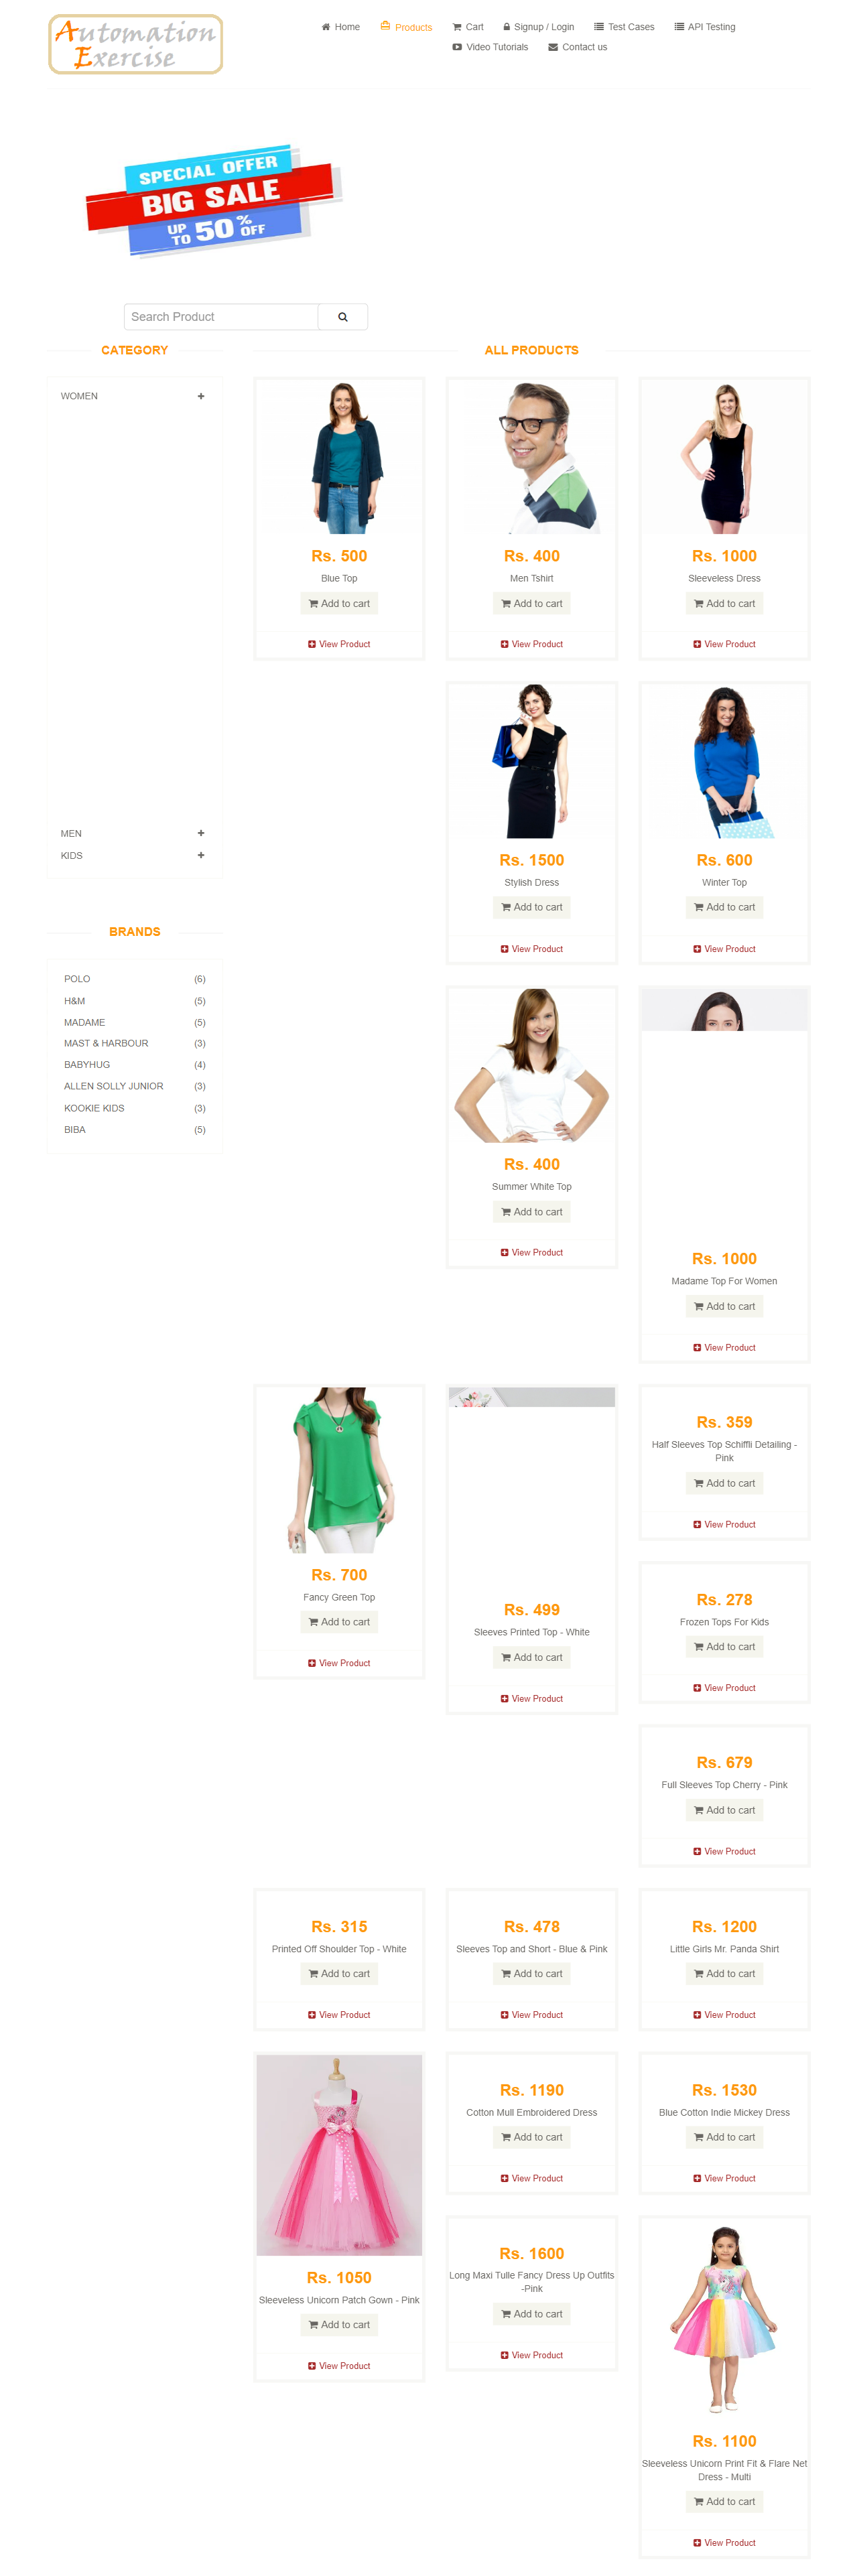 Automation
Exercise
Home
Products
Cart
Signup / Login
Test Cases
API Testing
Video Tutorials
Contact us
SPECIAL OFFER
BIG SALE
UP TO 50% OFF
Search Product
CATEGORY
WOMEN
MEN
KIDS
BRANDS
POLO (6)
H&M (5)
MADAME (5)
MAST & HARBOUR (3)
BABYHUG (4)
ALLEN SOLLY JUNIOR (3)
KOOKIE KIDS (3)
BIBA (5)
ALL PRODUCTS
Rs. 500
Blue Top
Add to cart
View Product
Rs. 400
Men Tshirt
Add to cart
View Product
Rs. 1000
Sleeveless Dress
Add to cart
View Product
Rs. 1500
Stylish Dress
Add to cart
View Product
Rs. 600
Winter Top
Add to cart
View Product
Rs. 400
Summer White Top
Add to cart
View Product
Rs. 1000
Madame Top For Women
Add to cart
View Product
Rs. 700
Fancy Green Top
Add to cart
View Product
Rs. 499
Sleeves Printed Top - White
Add to cart
View Product
Rs. 359
Half Sleeves Top Schiffli Detailing -
Pink
Add to cart
View Product
Rs. 278
Frozen Tops For Kids
Add to cart
View Product
Rs. 679
Full Sleeves Top Cherry - Pink
Add to cart
View Product
Rs. 315
Printed Off Shoulder Top - White
Add to cart
View Product
Rs. 478
Sleeves Top and Short - Blue & Pink
Add to cart
View Product
Rs. 1200
Little Girls Mr. Panda Shirt
Add to cart
View Product
Rs. 1050
Sleeveless Unicorn Patch Gown - Pink
Add to cart
View Product
Rs. 1190
Cotton Mull Embroidered Dress
Add to cart
View Product
Rs. 1530
Blue Cotton Indie Mickey Dress
Add to cart
View Product
Rs. 1600
Long Maxi Tulle Fancy Dress Up Outfits
-Pink
Add to cart
View Product
Rs. 1100
Sleeveless Unicorn Print Fit & Flare Net
Dress - Multi
Add to cart
View Product